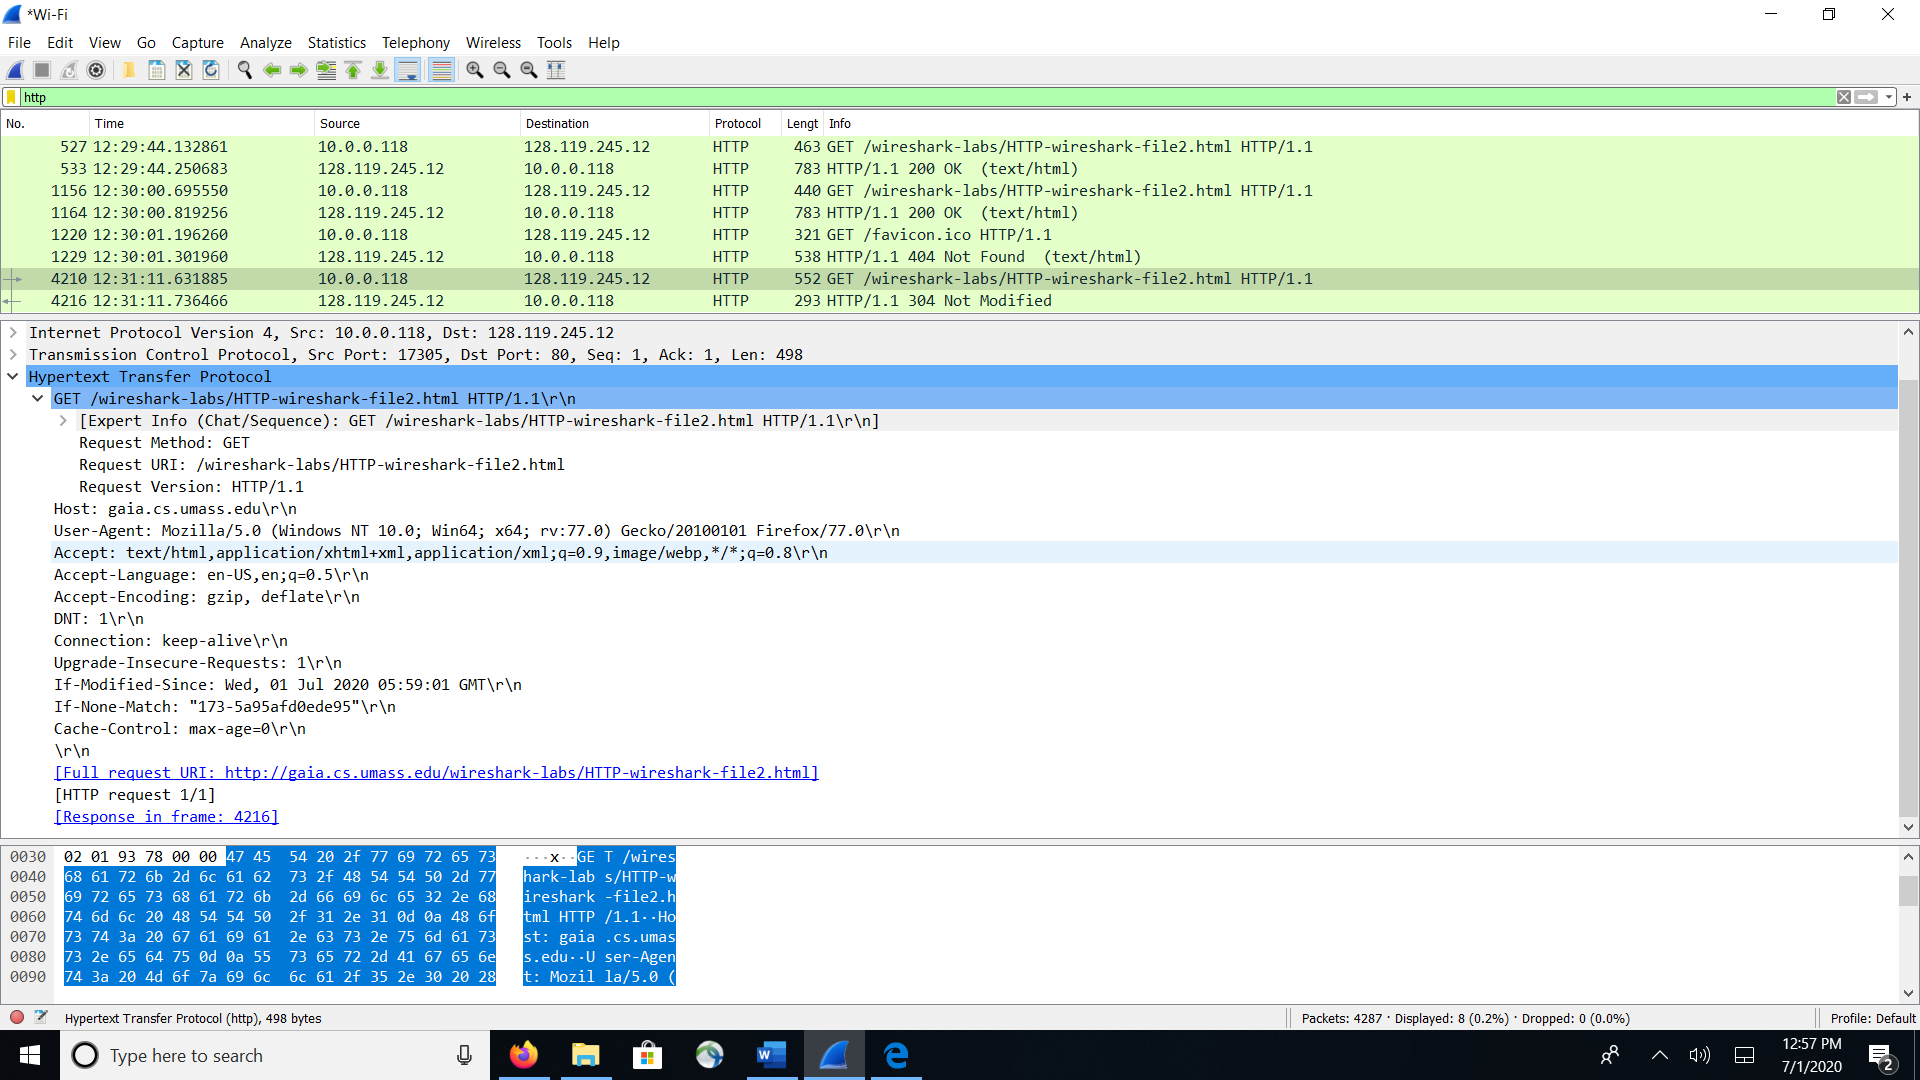 *Wi-Fi
File Edit View Go Capture Analyze Statistics Telephony Wireless Tools Help
http
No. Time Source Destination Protocol Lengt Info
527 12:29:44.132861 10.0.0.118 128.119.245.12 HTTP 463 GET /wireshark-labs/HTTP-wireshark-file2.html HTTP/1.1
533 12:29:44.250683 128.119.245.12 10.0.0.118 HTTP 783 HTTP/1.1 200 OK (text/html)
1156 12:30:00.695550 10.0.0.118 128.119.245.12 HTTP 440 GET /wireshark-labs/HTTP-wireshark-file2.html HTTP/1.1
1164 12:30:00.819256 128.119.245.12 10.0.0.118 HTTP 783 HTTP/1.1 200 OK (text/html)
1220 12:30:01.196260 10.0.0.118 128.119.245.12 HTTP 321 GET /favicon.ico HTTP/1.1
1229 12:30:01.301960 128.119.245.12 10.0.0.118 HTTP 538 HTTP/1.1 404 Not Found (text/html)
4210 12:31:11.631885 10.0.0.118 128.119.245.12 HTTP 552 GET /wireshark-labs/HTTP-wireshark-file2.html HTTP/1.1
4216 12:31:11.736466 128.119.245.12 10.0.0.118 HTTP 293 HTTP/1.1 304 Not Modified
Internet Protocol Version 4, Src: 10.0.0.118, Dst: 128.119.245.12
Transmission Control Protocol, Src Port: 17305, Dst Port: 80, Seq: 1, Ack: 1, Len: 498
Hypertext Transfer Protocol
GET /wireshark-labs/HTTP-wireshark-file2.html HTTP/1.1\r\n
[Expert Info (Chat/Sequence): GET /wireshark-labs/HTTP-wireshark-file2.html HTTP/1.1\r\n]
Request Method: GET
Request URI: /wireshark-labs/HTTP-wireshark-file2.html
Request Version: HTTP/1.1
Host: gaia.cs.umass.edu\r\n
User-Agent: Mozilla/5.0 (Windows NT 10.0; Win64; x64; rv:77.0) Gecko/20100101 Firefox/77.0\r\n
Accept: text/html,application/xhtml+xml,application/xml;q=0.9,image/webp,*/*;q=0.8\r\n
Accept-Language: en-US,en;q=0.5\r\n
Accept-Encoding: gzip, deflate\r\n
DNT: 1\r\n
Connection: keep-alive\r\n
Upgrade-Insecure-Requests: 1\r\n
If-Modified-Since: Wed, 01 Jul 2020 05:59:01 GMT\r\n
If-None-Match: "173-5a95afd0ede95"\r\n
Cache-Control: max-age=0\r\n
\r\n
[Full request URI: http://gaia.cs.umass.edu/wireshark-labs/HTTP-wireshark-file2.html]
[HTTP request 1/1]
[Response in frame: 4216]
0030 02 01 93 78 00 00 47 45 54 20 2f 77 69 72 65 73 ···x··GE T /wires
0040 68 61 72 6b 2d 6c 61 62 73 2f 48 54 54 50 2d 77 hark-lab s/HTTP-w
0050 69 72 65 73 68 61 72 6b 2d 66 69 6c 65 32 2e 68 ireshark -file2.h
0060 74 6d 6c 20 48 54 54 50 2f 31 2e 31 0d 0a 48 6f tml HTTP /1.1··Ho
0070 73 74 3a 20 67 61 69 61 2e 63 73 2e 75 6d 61 73 st: gaia .cs.umas
0080 73 2e 65 64 75 0d 0a 55 73 65 72 2d 41 67 65 6e s.edu··U ser-Agen
0090 74 3a 20 4d 6f 7a 69 6c 6c 61 2f 35 2e 30 20 28 t: Mozil la/5.0 (
Hypertext Transfer Protocol (http), 498 bytes Packets: 4287 · Displayed: 8 (0.2%) · Dropped: 0 (0.0%) Profile: Default
Type here to search 12:57 PM
7/1/2020 2